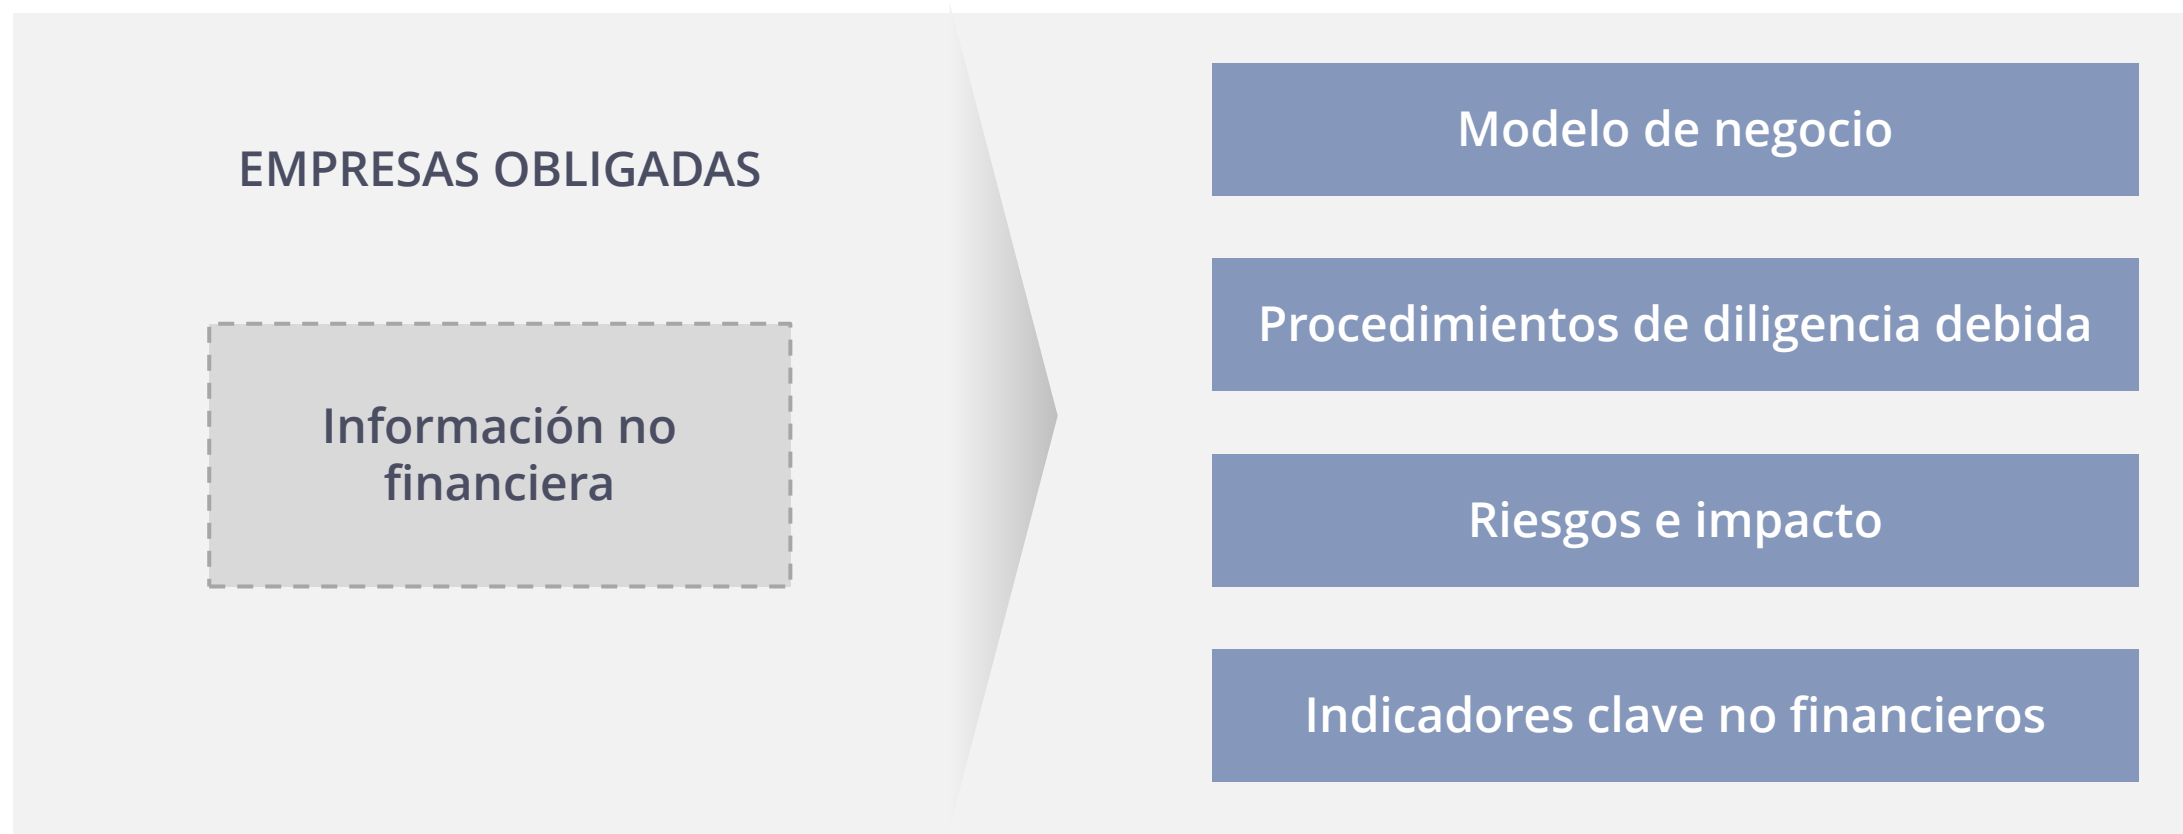 EMPRESAS OBLIGADAS
Información no
financiera
Modelo de negocio
Procedimientos de diligencia debida
Riesgos e impacto
Indicadores clave no financieros